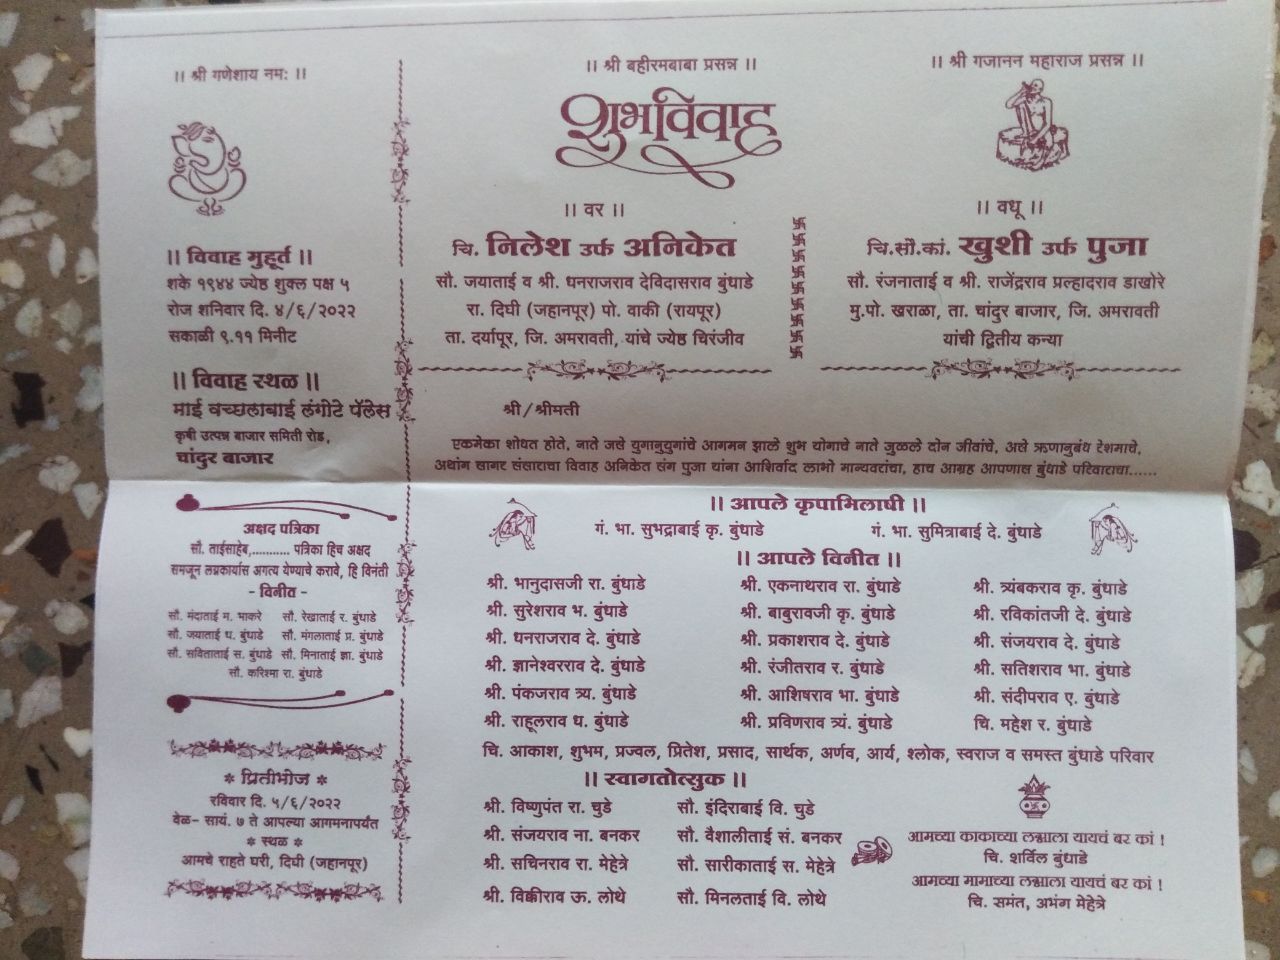 ।। श्री गणेशाय नमः ।।
।। विवाह मुहूर्त ।।
शके १९४४ ज्येष्ठ शुक्ल पक्ष ५
रोज शनिवार दि. ४/६/२०२२
सकाळी ९.११ मिनीट
।। विवाह स्थळ ।।
माई वच्छलाबाई लंगोटे पॅलेस
कृषी उत्पन्न बाजार समिती रोड,
चांदुर बाजार
अक्षद पत्रिका
सौ. ताईसाहेब,........... पत्रिका हिच अक्षद
समजून लग्नकार्यास अगत्य येण्याचे करावे, हि विनंती
- विनीत -
सौ. मंदाताई म. भाकरे सौ. रेखाताई र. बुंधाडे
सौ. जयाताई ध. बुंधाडे सौ. मंगलाताई प्र. बुंधाडे
सौ. सविताताई स. बुंधाडे सौ. मिनाताई ज्ञा. बुंधाडे
सौ. करिश्मा रा. बुंधाडे
* प्रितीभोज *
रविवार दि. ५/६/२०२२
वेळ- सायं. ७ ते आपल्या आगमनापर्यंत
* स्थळ *
आमचे राहते घरी, दिघी (जहानपूर)
।। श्री बहीरमबाबा प्रसन्न ।।
शुभविवाह
।। श्री गजानन महाराज प्रसन्न ।।
।। वर ।।
चि. निलेश उर्फ अनिकेत
सौ. जयाताई व श्री. धनराजराव देविदासराव बुंधाडे
रा. दिघी (जहानपूर) पो. वाकी (रायपूर)
ता. दर्यापूर, जि. अमरावती, यांचे ज्येष्ठ चिरंजीव
।। वधू ।।
चि.सौ.कां. खुशी उर्फ पुजा
सौ. रंजनाताई व श्री. राजेंद्रराव प्रल्हादराव डाखोरे
मु.पो. खराळा, ता. चांदुर बाजार, जि. अमरावती
यांची द्वितीय कन्या
श्री/श्रीमती
एकमेका शोधत होते, नाते जसे युगानुयुगांचे आगमन झाले शुभ योगाचे नाते जुळले दोन जीवांचे, असे ऋणानुबंध रेशमाचे,
अथांग सागर संसाराचा विवाह अनिकेत संग पुजा यांना आशिर्वाद लाभो मान्यवरांचा, हाच आग्रह आपणास बुंधाडे परिवाराचा......
।। आपले कृपाभिलाषी ।।
गं. भा. सुभद्राबाई कृ. बुंधाडे गं. भा. सुमित्राबाई दे. बुंधाडे
।। आपले विनीत ।।
श्री. भानुदासजी रा. बुंधाडे श्री. एकनाथराव रा. बुंधाडे श्री. त्र्यंबकराव कृ. बुंधाडे
श्री. सुरेशराव भ. बुंधाडे श्री. बाबुरावजी कृ. बुंधाडे श्री. रविकांतजी दे. बुंधाडे
श्री. धनराजराव दे. बुंधाडे श्री. प्रकाशराव दे. बुंधाडे श्री. संजयराव दे. बुंधाडे
श्री. ज्ञानेश्वरराव दे. बुंधाडे श्री. रंजीतराव र. बुंधाडे श्री. सतिशराव भा. बुंधाडे
श्री. पंकजराव त्र्य. बुंधाडे श्री. आशिषराव भा. बुंधाडे श्री. संदीपराव ए. बुंधाडे
श्री. राहूलराव ध. बुंधाडे श्री. प्रविणराव त्र्यं. बुंधाडे चि. महेश र. बुंधाडे
चि. आकाश, शुभम, प्रज्वल, प्रितेश, प्रसाद, सार्थक, अर्णव, आर्य, श्लोक, स्वराज व समस्त बुंधाडे परिवार
।। स्वागतोत्सुक ।।
श्री. विष्णुपंत रा. चुडे सौ. इंदिराबाई वि. चुडे
श्री. संजयराव ना. बनकर सौ. वैशालीताई सं. बनकर
श्री. सचिनराव रा. मेहेत्रे सौ. सारीकाताई स. मेहेत्रे
श्री. विक्कीराव ऊ. लोथे सौ. मिनलताई वि. लोथे
आमच्या काकाच्या लग्नाला यायचं बर कां !
चि. शर्विल बुंधाडे
आमच्या मामाच्या लग्नाला यायचं बर कां !
चि. समंत, अभंग मेहेत्रे